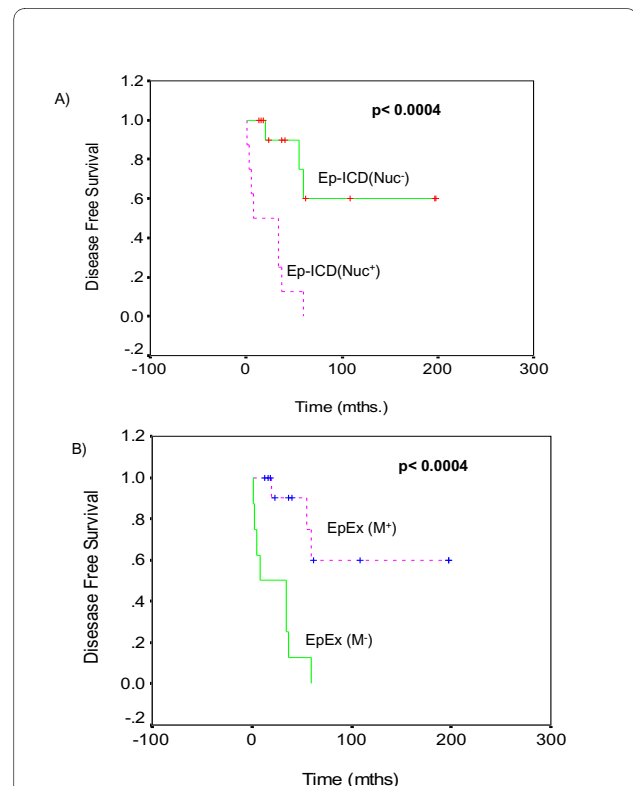 A)
1.2
1.0
.8
.6
.4
.2
0.0
-.2
Disease Free Survival
p< 0.0004
Ep-ICD(Nuc⁻)
Ep-ICD(Nuc⁺)
-100 0 100 200 300
Time (mths.)
B)
1.2
1.0
.8
.6
.4
.2
0.0
-.2
Disesase Free Survival
p< 0.0004
EpEx (M⁺)
EpEx (M⁻)
-100 0 100 200 300
Time (mths)